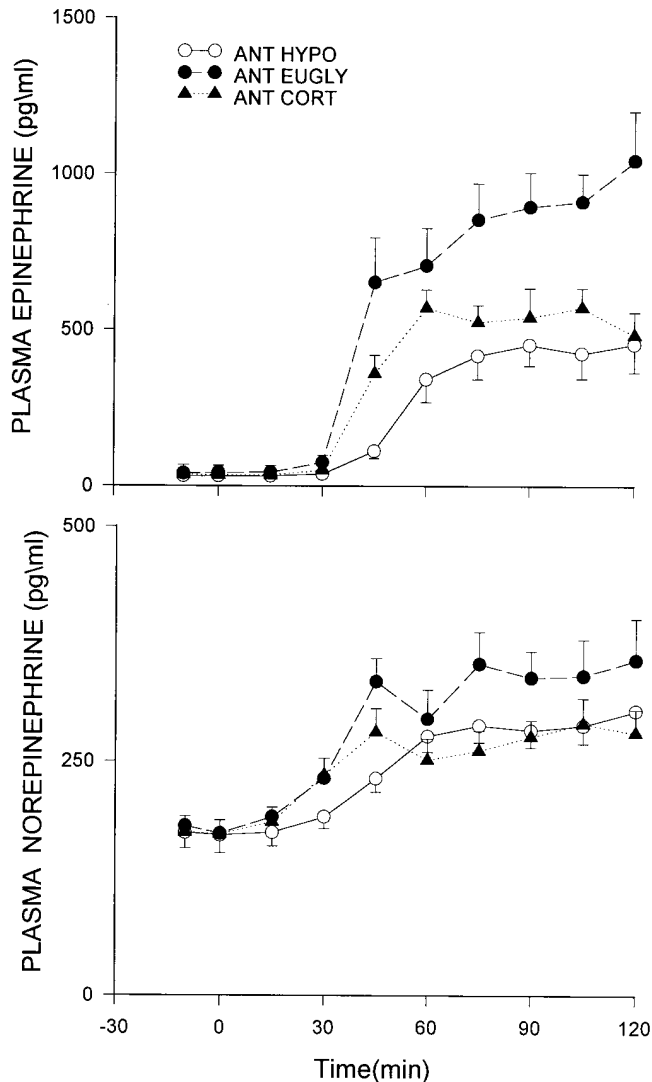 1500
1000
500
0
PLASMA EPINEPHRINE (pg\ml)
ANT HYPO
ANT EUGLY
ANT CORT
500
250
0
PLASMA NOREPINEPHRINE (pg\ml)
-30 0 30 60 90 120
Time(min)